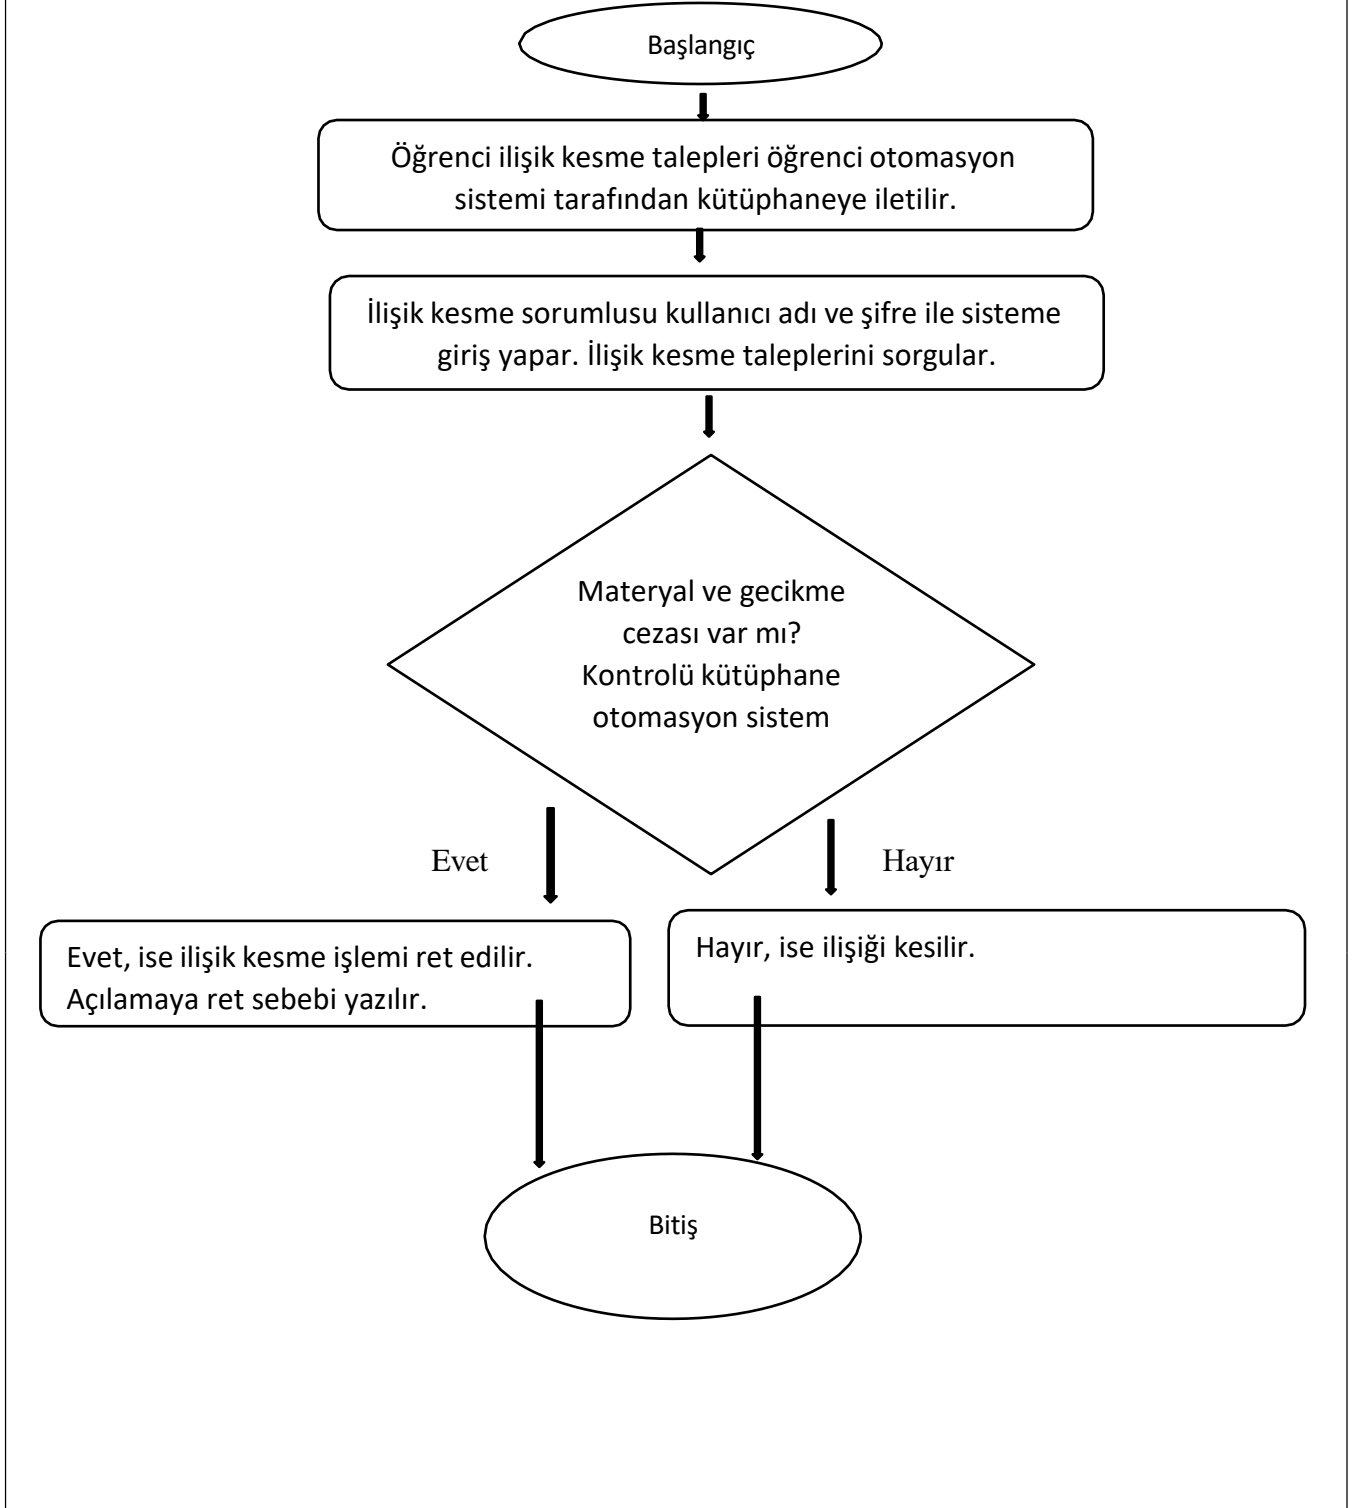 Başlangıç
Öğrenci ilişik kesme talepleri öğrenci otomasyon
sistemi tarafından kütüphaneye iletilir.
İlişik kesme sorumlusu kullanıcı adı ve şifre ile sisteme
giriş yapar. İlişik kesme taleplerini sorgular.
Materyal ve gecikme
cezası var mı?
Kontrolü kütüphane
otomasyon sistem
Evet
Hayır
Evet, ise ilişik kesme işlemi ret edilir.
Açılamaya ret sebebi yazılır.
Hayır, ise ilişiği kesilir.
Bitiş